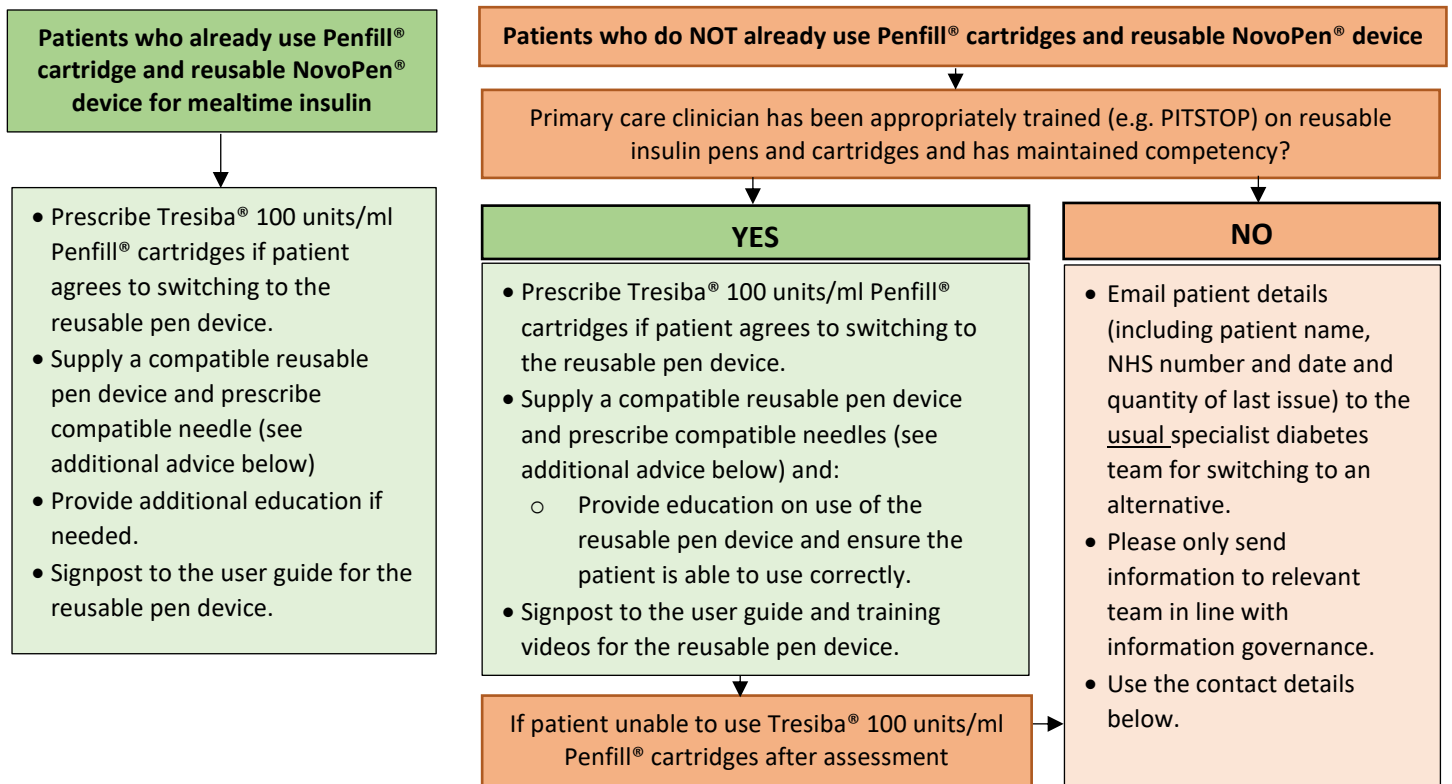 Patients who already use Penfill®
cartridge and reusable NovoPen®
device for mealtime insulin
• Prescribe Tresiba® 100 units/ml
Penfill® cartridges if patient
agrees to switching to the
reusable pen device.
• Supply a compatible reusable
pen device and prescribe
compatible needle (see
additional advice below)
• Provide additional education if
needed.
• Signpost to the user guide for the
reusable pen device.
Patients who do NOT already use Penfill® cartridges and reusable NovoPen® device
Primary care clinician has been appropriately trained (e.g. PITSTOP) on reusable
insulin pens and cartridges and has maintained competency?
YES
• Prescribe Tresiba® 100 units/ml Penfill®
cartridges if patient agrees to switching to
the reusable pen device.
• Supply a compatible reusable pen device
and prescribe compatible needles (see
additional advice below) and:
o Provide education on use of the
reusable pen device and ensure the
patient is able to use correctly.
• Signpost to the user guide and training
videos for the reusable pen device.
If patient unable to use Tresiba® 100 units/ml
Penfill® cartridges after assessment
NO
• Email patient details
(including patient name,
NHS number and date and
quantity of last issue) to the
usual specialist diabetes
team for switching to an
alternative.
• Please only send
information to relevant
team in line with
information governance.
• Use the contact details
below.